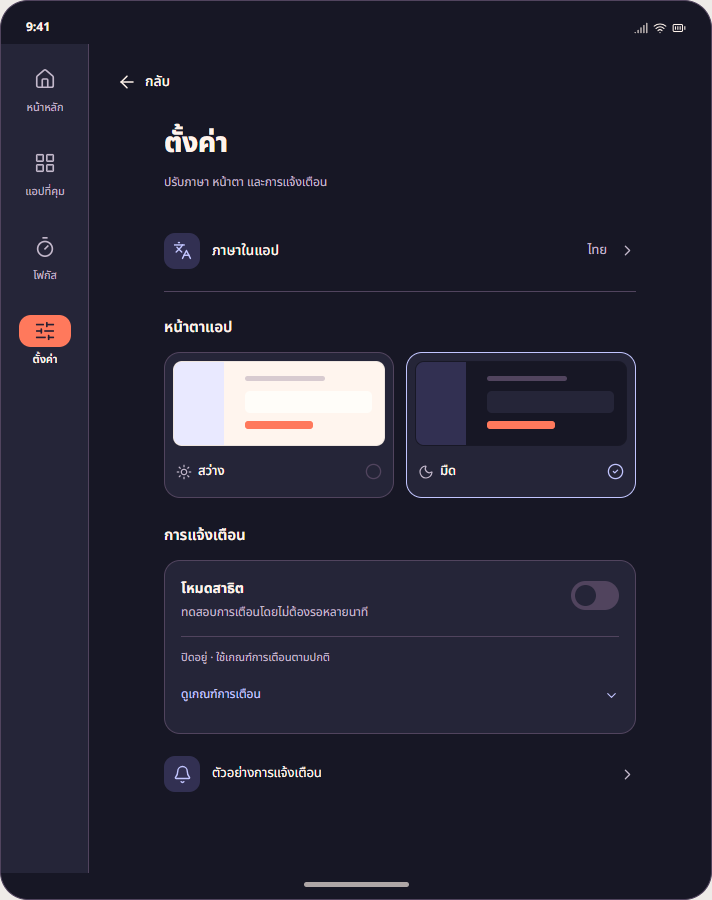 9:41
กลับ
หน้าหลัก
แอปที่คุม
โฟกัส
ตั้งค่า
ตั้งค่า
ปรับภาษา หน้าตา และการแจ้งเตือน
ภาษาในแอป
ไทย
หน้าตาแอป
สว่าง
มืด
การแจ้งเตือน
โหมดสาธิต
ทดสอบการเตือนโดยไม่ต้องรอหลายนาที
ปิดอยู่ · ใช้เกณฑ์การเตือนตามปกติ
ดูเกณฑ์การเตือน
ตัวอย่างการแจ้งเตือน